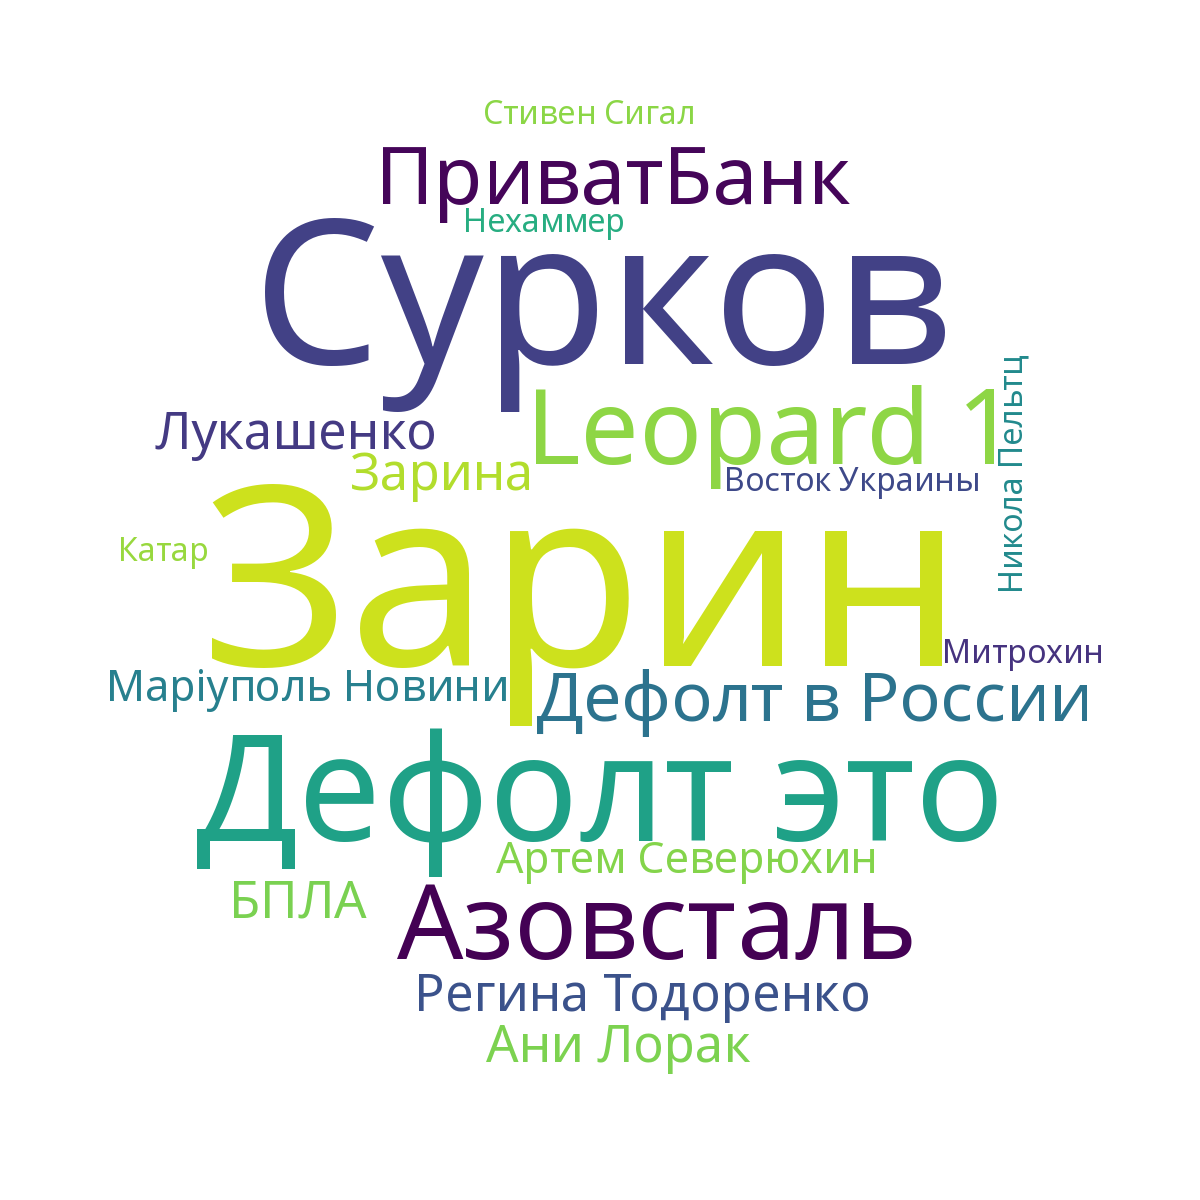 Стивен Сигал
ПриватБанк
Нехаммер
Сурков
Лукашенко
Leopard 1
Зарина
Восток Украины
Никола Пельтц
Катар
Зарин
Митрохин
Маріуполь Новини
Дефолт в России
Дефолт это
Артем Северюхин
БПЛА
Азовсталь
Регина Тодоренко
Ани Лорак